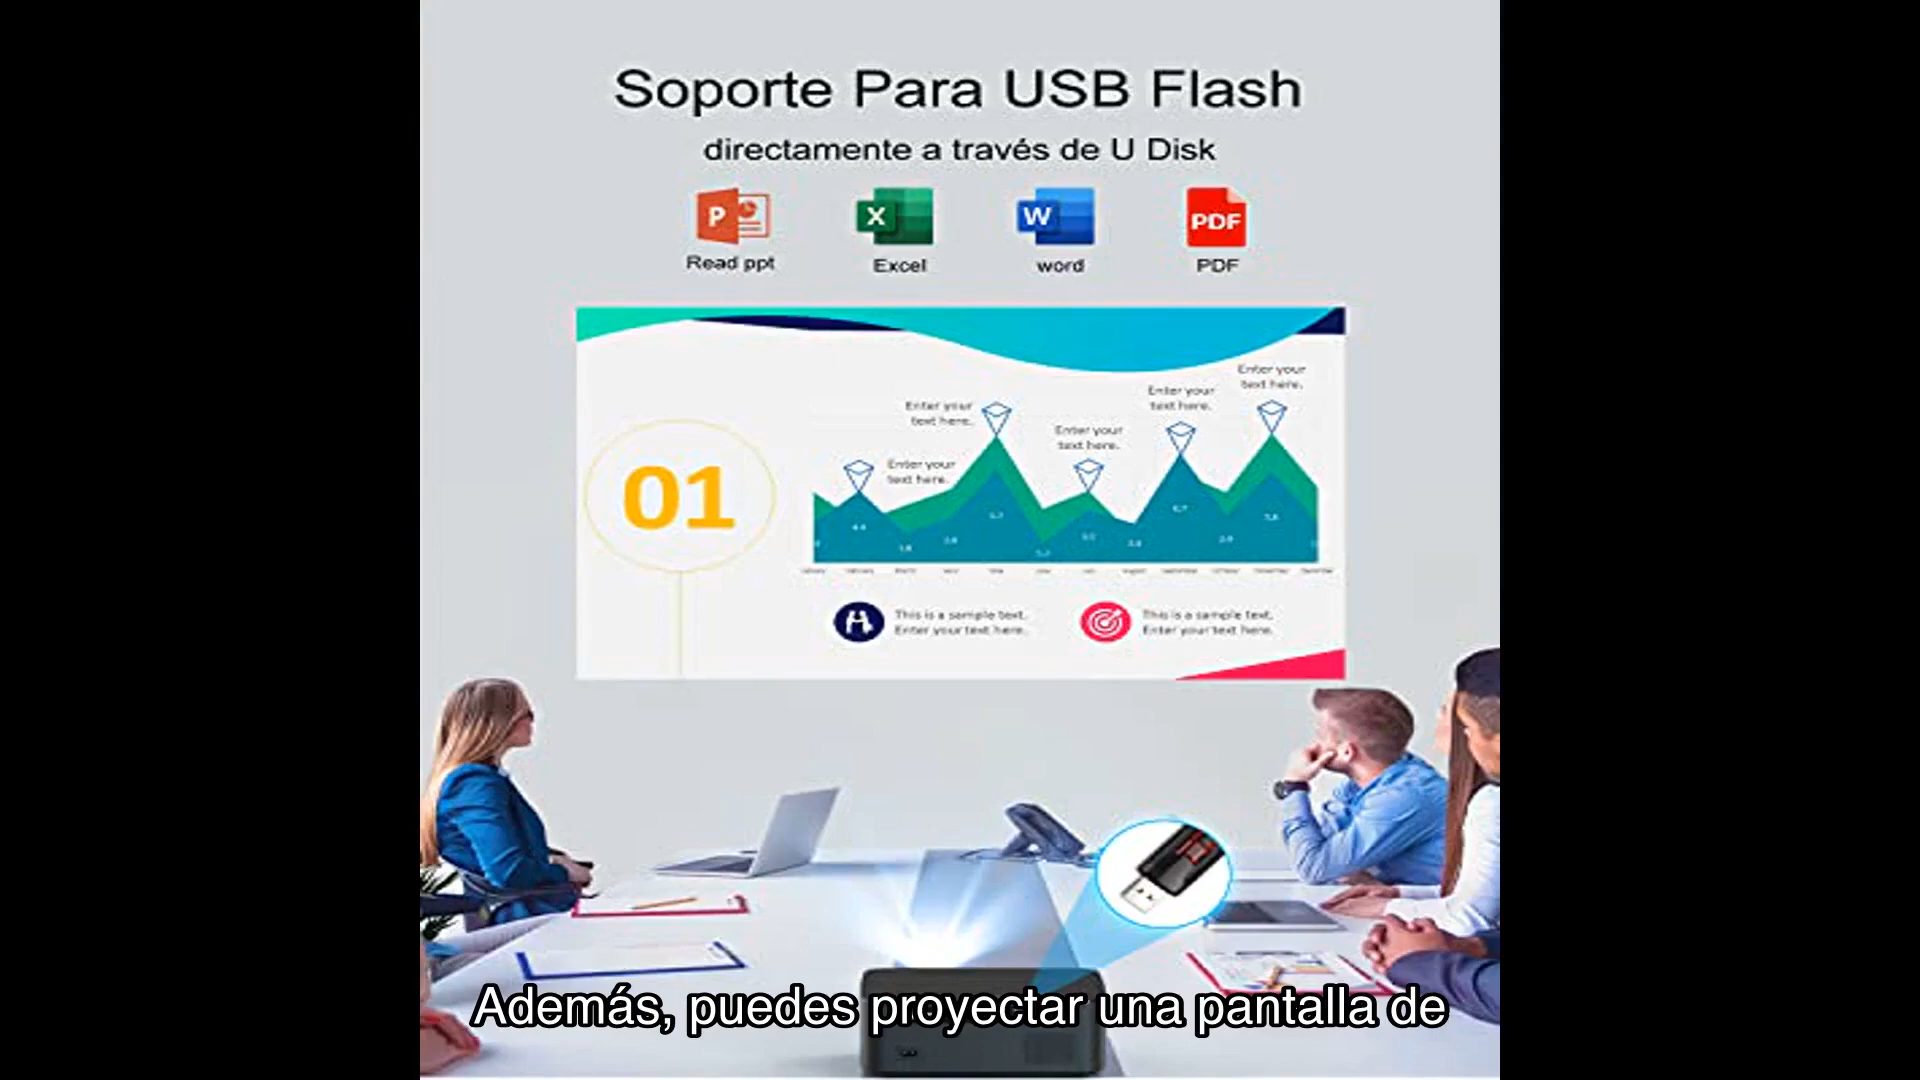 Soporte Para USB Flash
directamente a través de U Disk
P
X
W
PDF
Read ppt
Excel
word
PDF
Enter your
text here.
Enter your
text here.
Enter your
text here.
Enter your
text here.
Enter your
text here.
01
This is a sample text.
Enter your text here.
This is a sample text.
Enter your text here.
Además, puedes proyectar una pantalla de